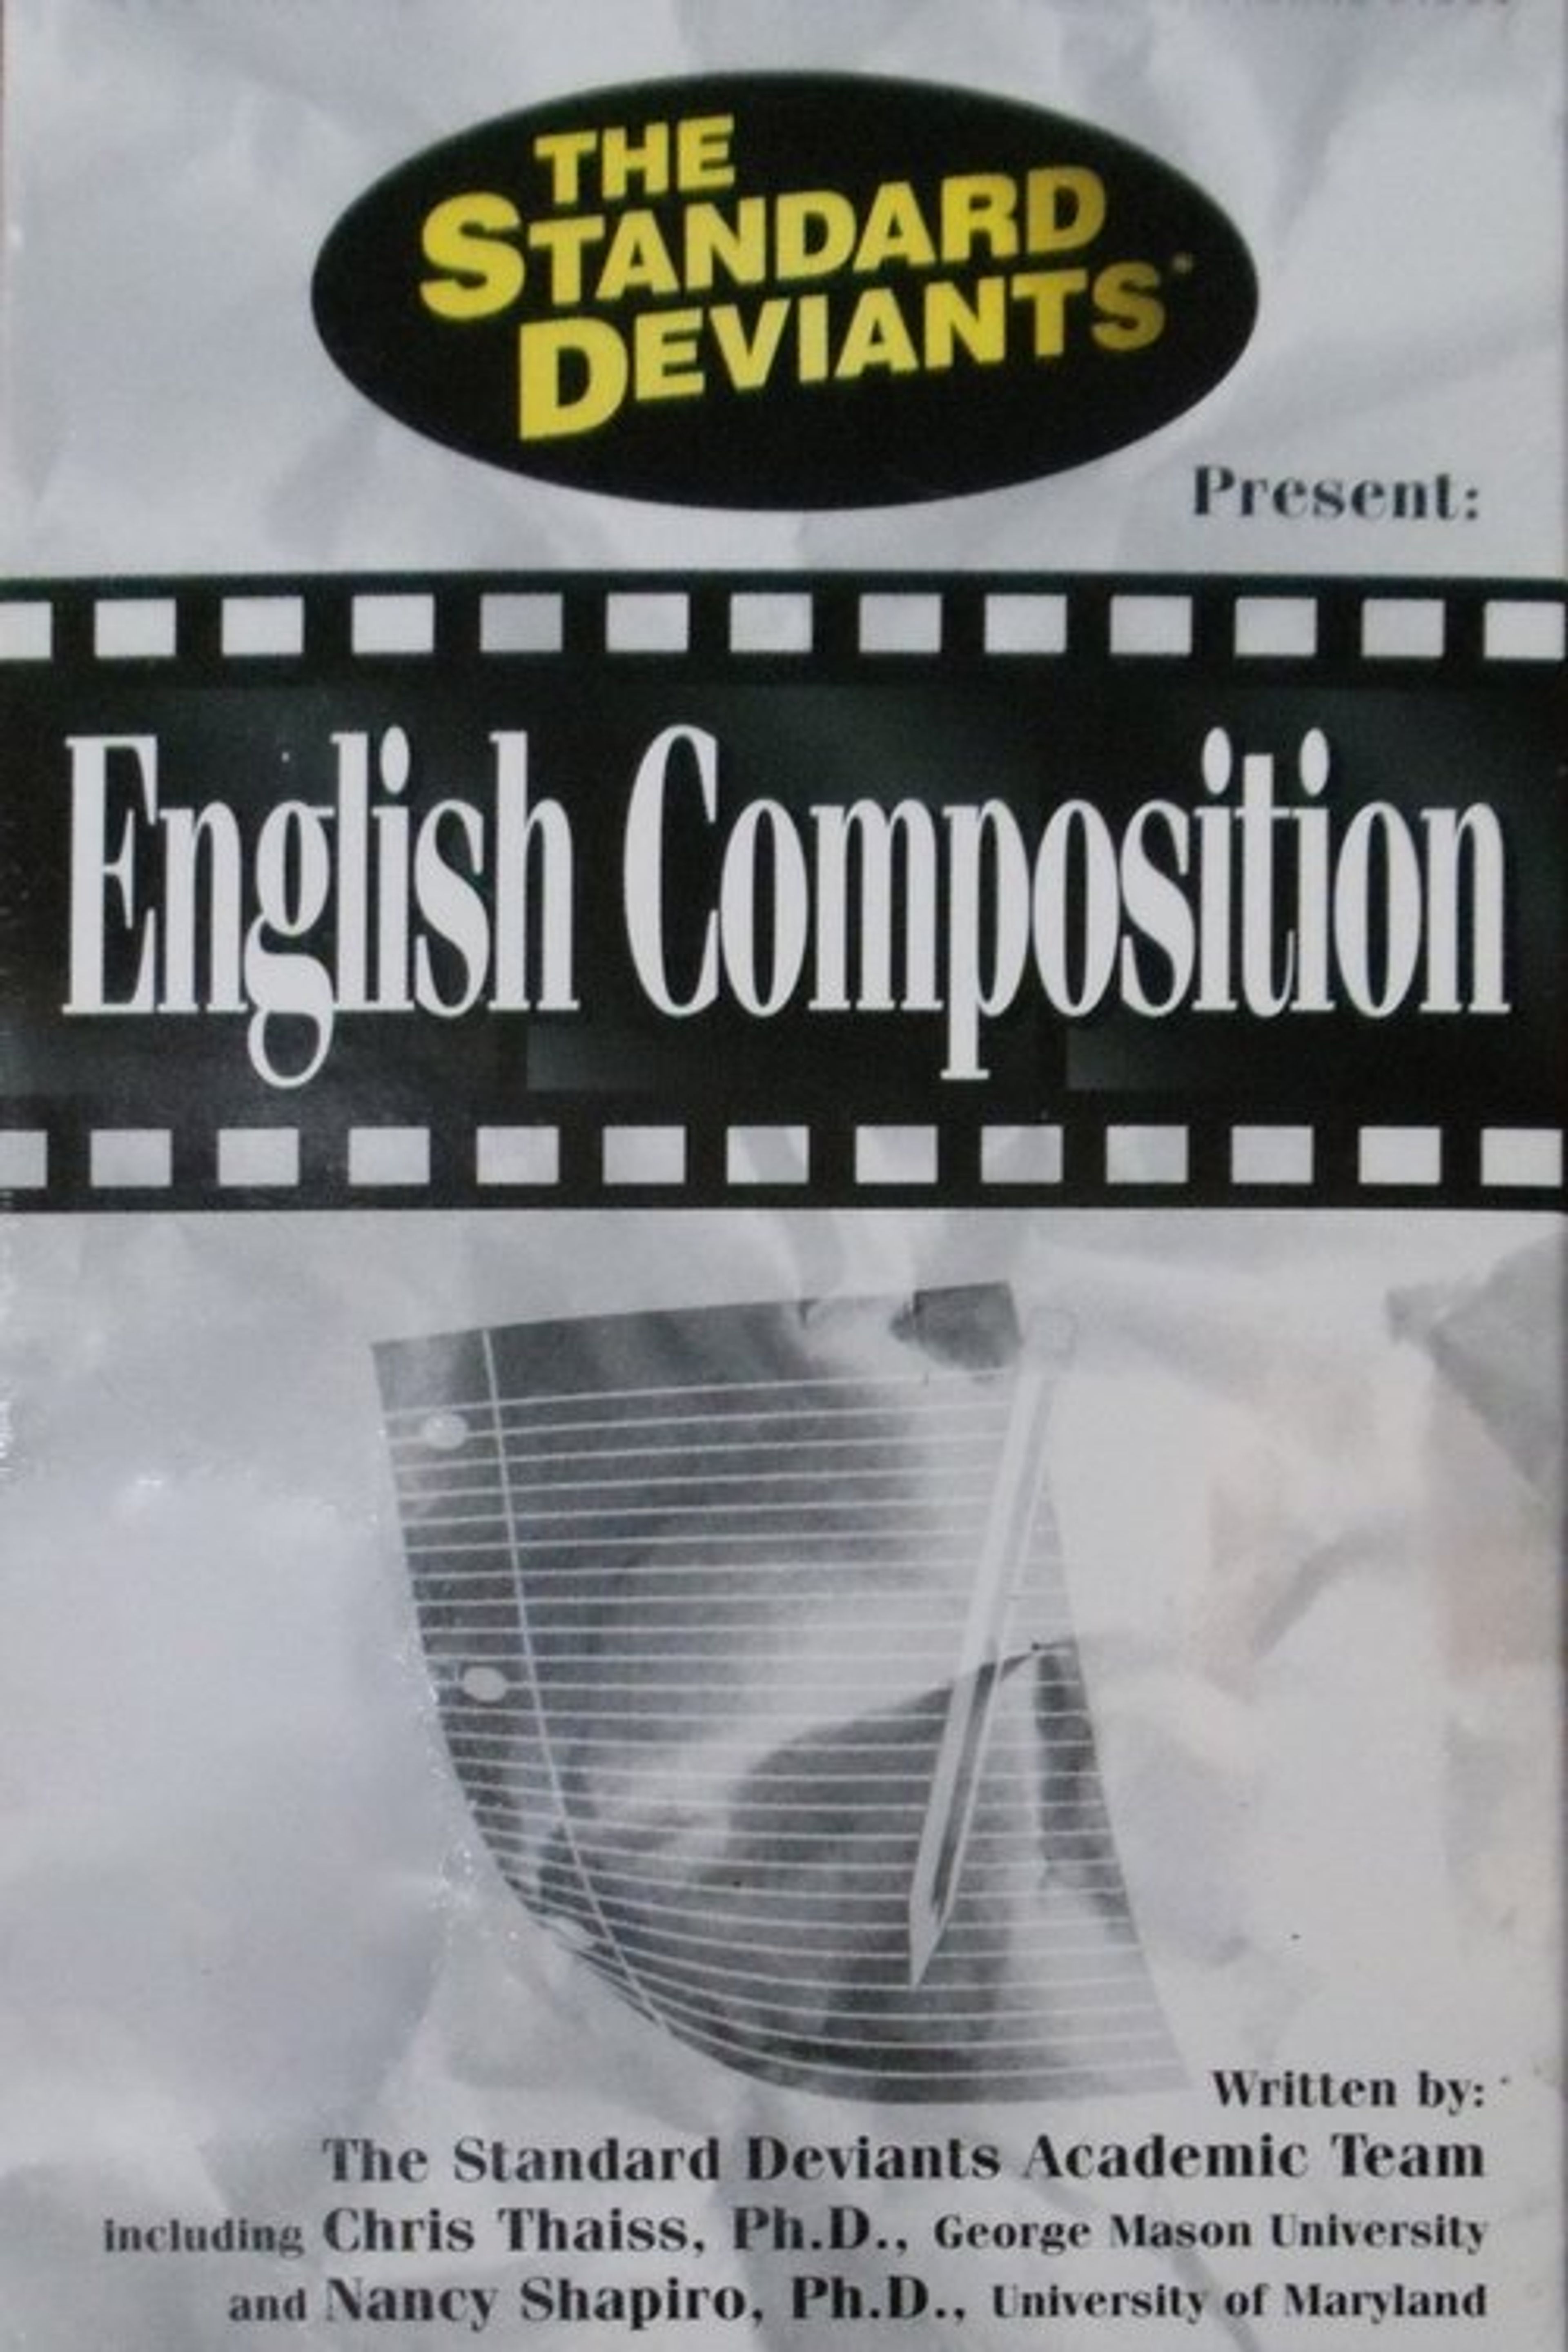 THE
STANDARD
DEVIANTS
Present:
English Composition
Written by:
The Standard Deviants Academic Team
including Chris Thaiss, Ph.D., George Mason University
and Nancy Shapiro, Ph.D., University of Maryland